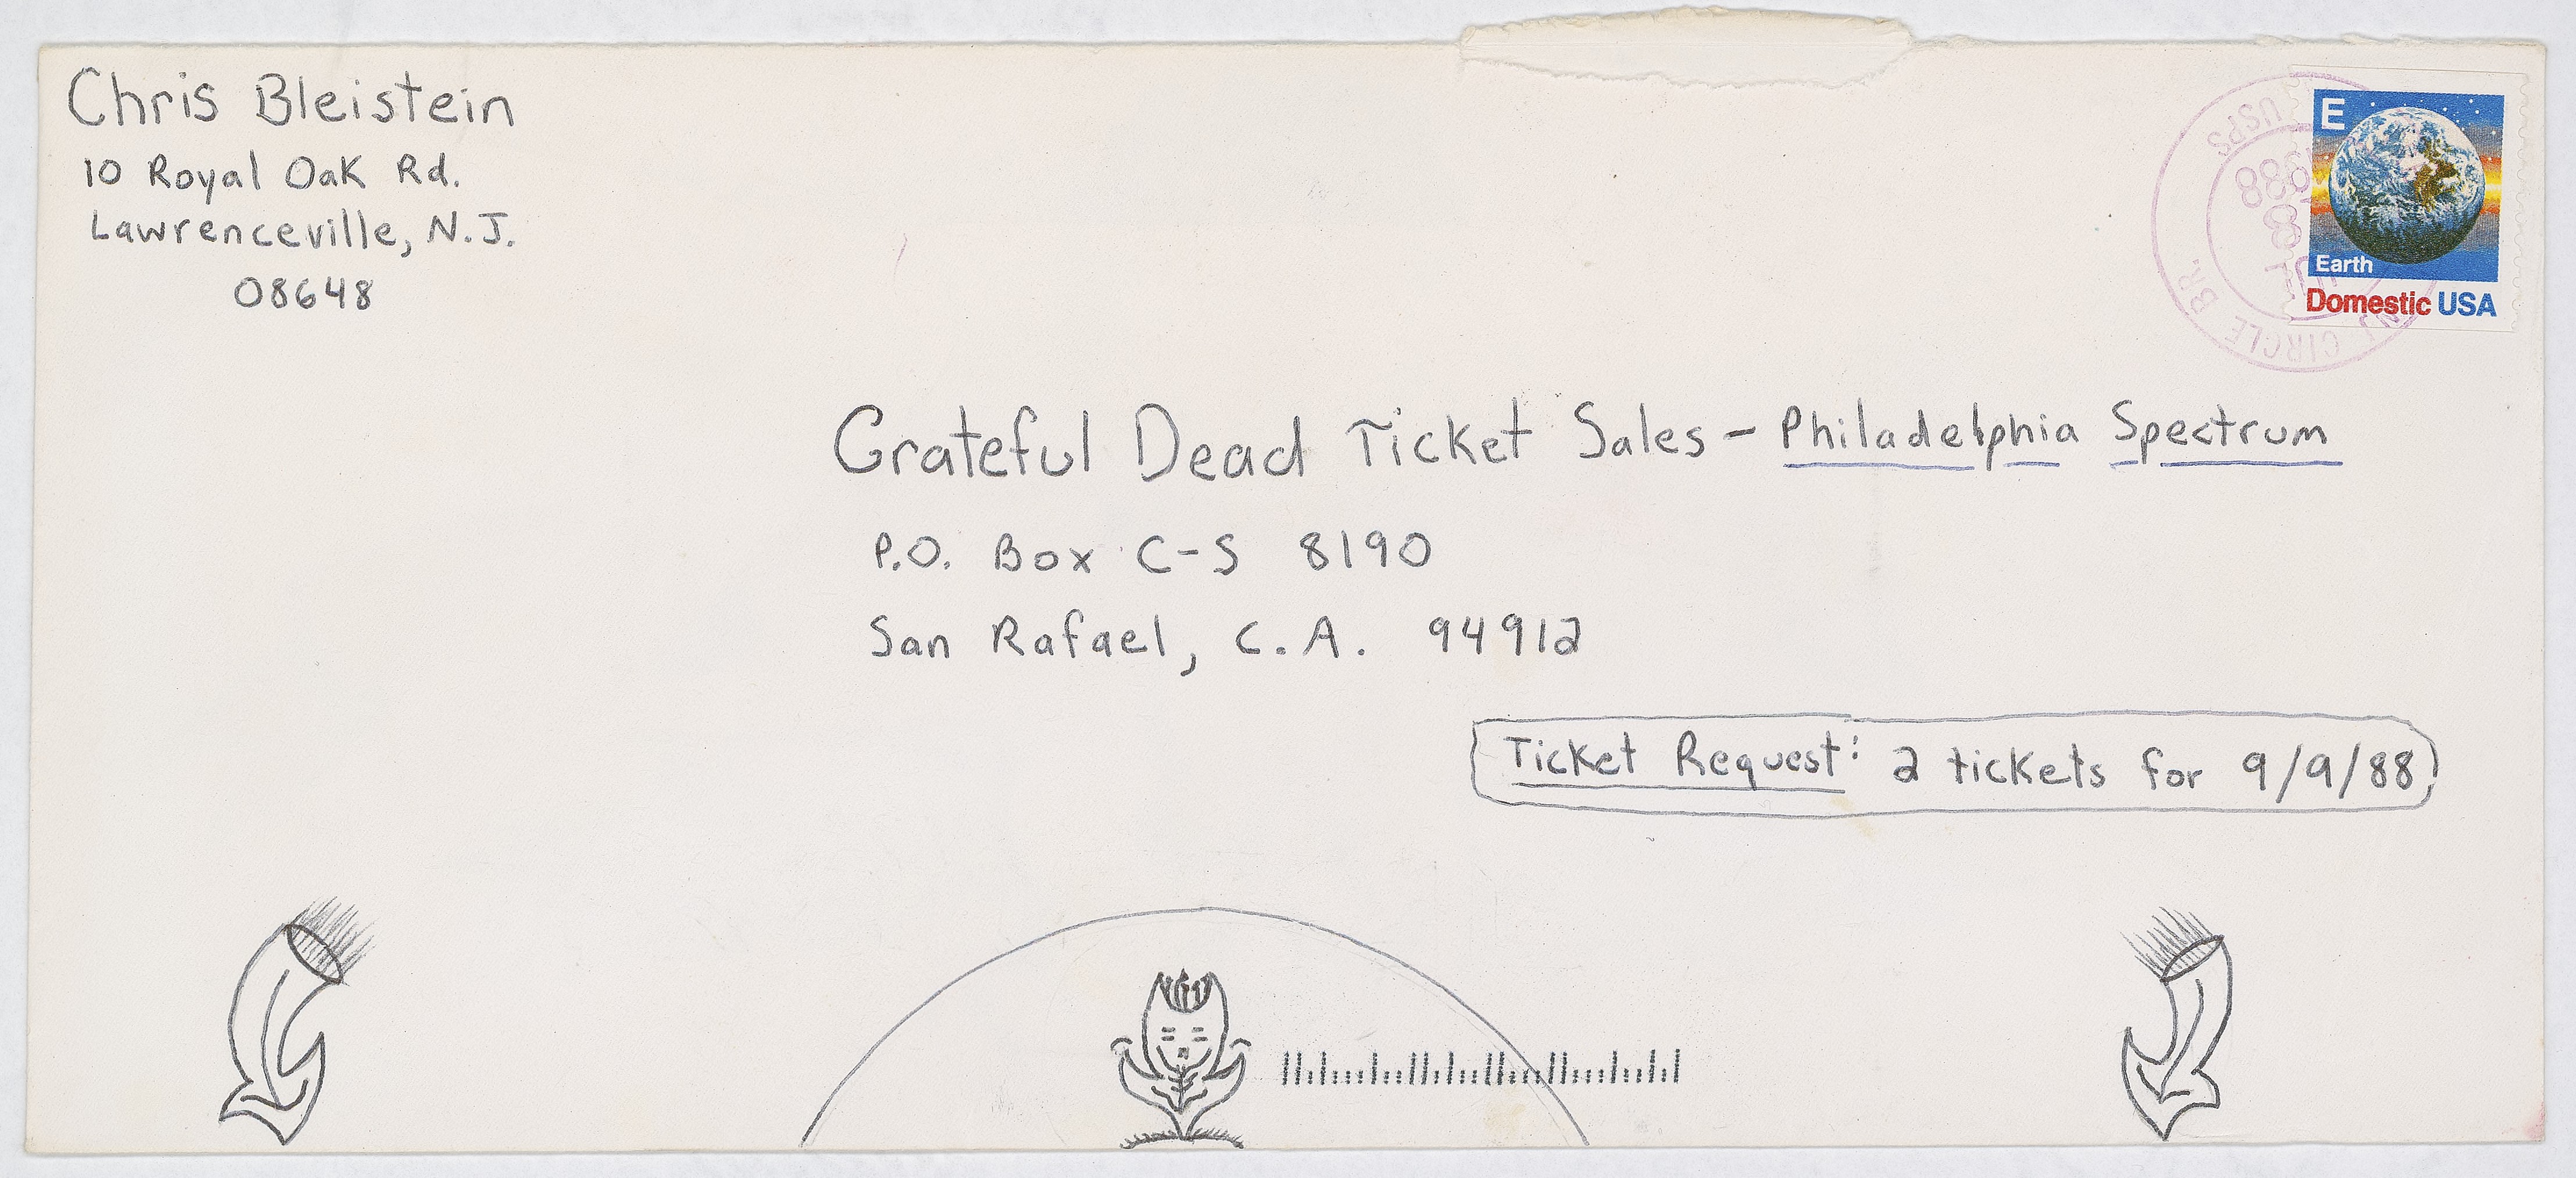 Chris Bleistein
10 Royal Oak Rd.
Lawrenceville, N.J.
08648
E
Earth
Domestic USA
USPS
CIRCLE BR.
Grateful Dead Ticket Sales - Philadelphia Spectrum
P.O. Box C-S 8190
San Rafael, C.A. 94912
Ticket Request: 2 tickets for 9/9/88